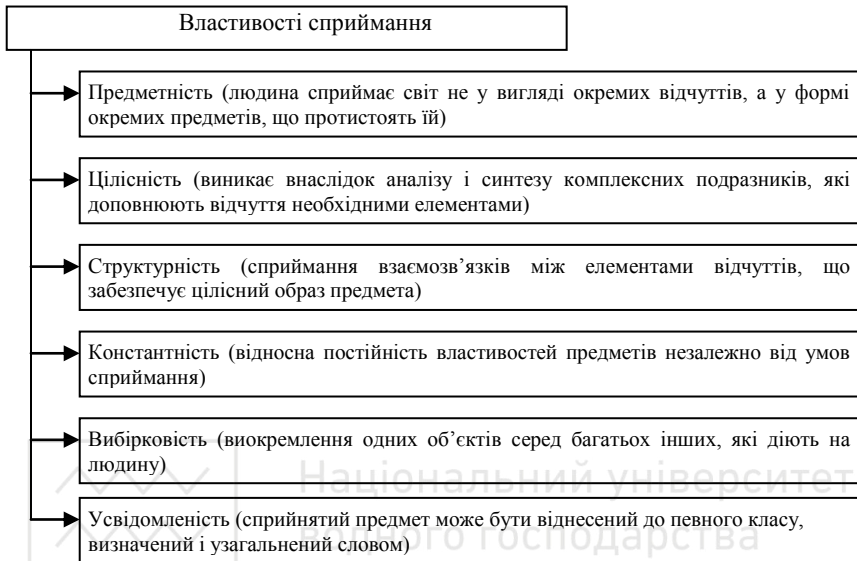 Властивості сприймання
Предметність (людина сприймає світ не у вигляді окремих відчуттів, а у формі
окремих предметів, що протистоять їй)
Цілісність (виникає внаслідок аналізу і синтезу комплексних подразників, які
доповнюють відчуття необхідними елементами)
Структурність (сприймання взаємозв’язків між елементами відчуттів, що
забезпечує цілісний образ предмета)
Константність (відносна постійність властивостей предметів незалежно від умов
сприймання)
Вибірковість (виокремлення одних об’єктів серед багатьох інших, які діють на
людину)
Національний університет
Усвідомленість (сприйнятий предмет може бути віднесений до певного класу,
визначений і узагальнений словом)
водного господарства